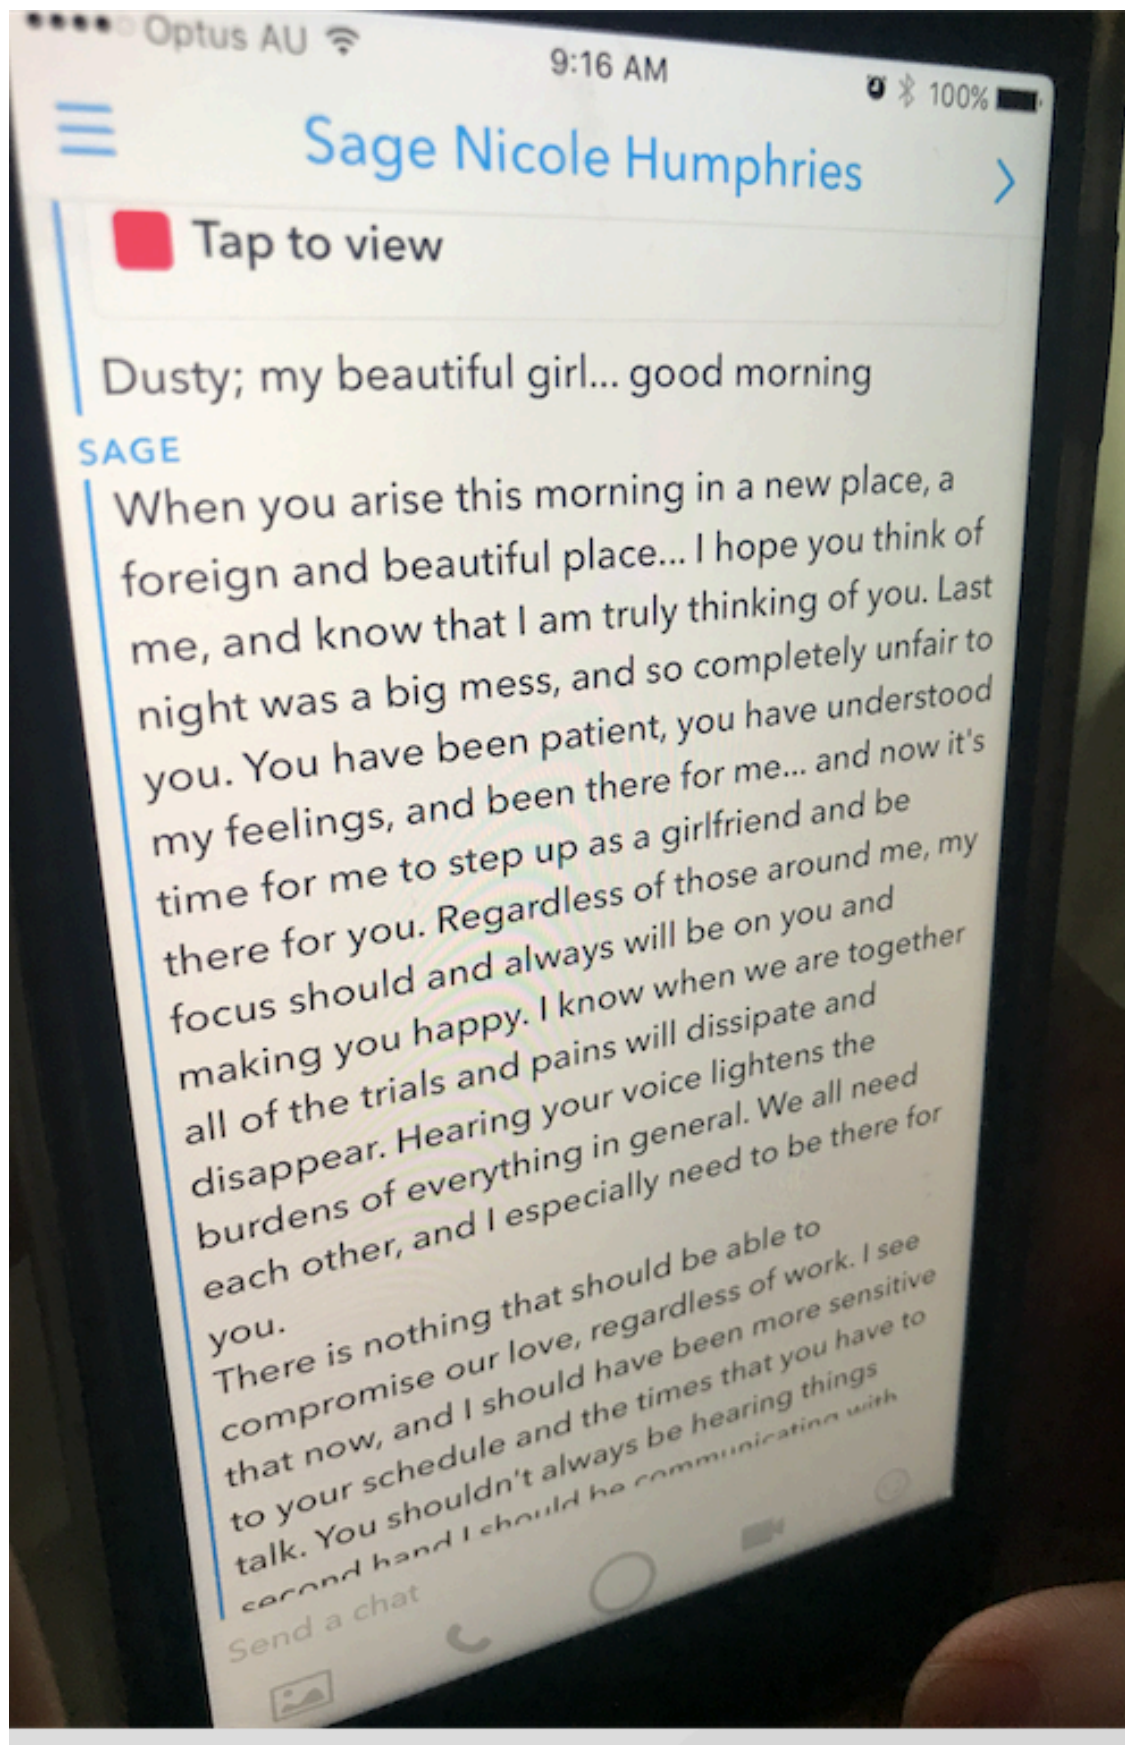 Optus AU
9:16 AM
100%
Sage Nicole Humphries
Tap to view
Dusty; my beautiful girl... good morning
SAGE
When you arise this morning in a new place, a
foreign and beautiful place... I hope you think of
me, and know that I am truly thinking of you. Last
night was a big mess, and so completely unfair to
you. You have been patient, you have understood
my feelings, and been there for me... and now it's
time for me to step up as a girlfriend and be
there for you. Regardless of those around me, my
focus should and always will be on you and
making you happy. I know when we are together
all of the trials and pains will dissipate and
disappear. Hearing your voice lightens the
burdens of everything in general. We all need
each other, and I especially need to be there for
you.
There is nothing that should be able to
compromise our love, regardless of work. I see
that now, and I should have been more sensitive
to your schedule and the times that you have to
talk. You shouldn't always be hearing things
second hand I should be communicating with
Send a chat